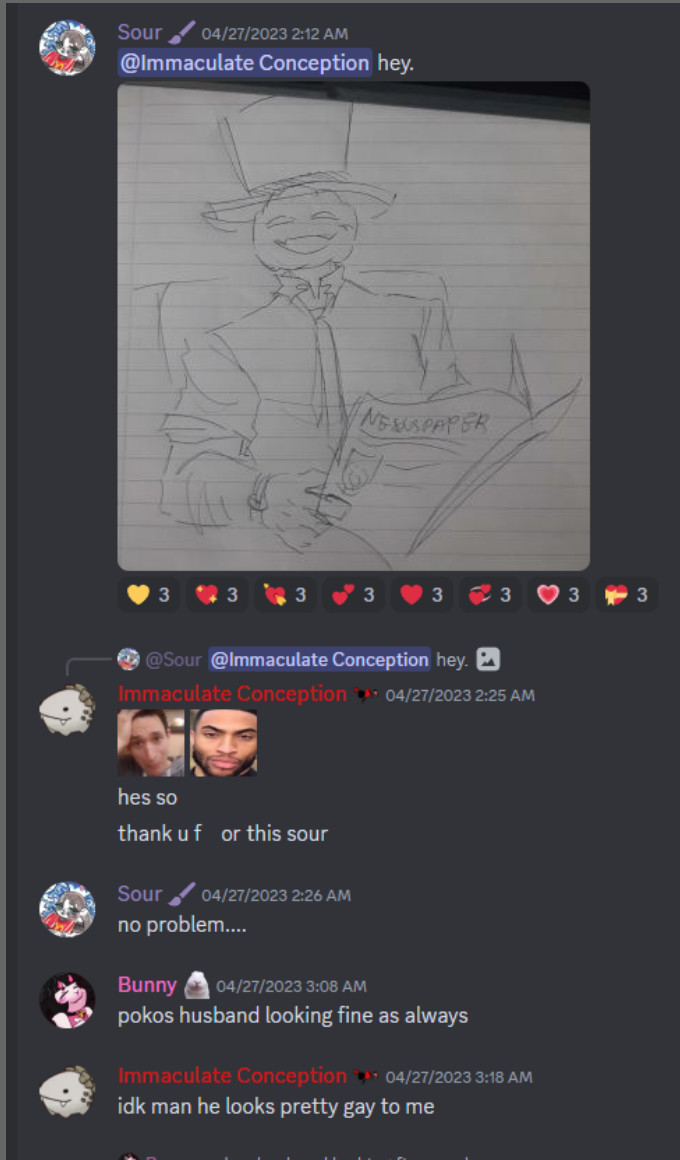 Sour 04/27/2023 2:12 AM
@Immaculate Conception hey.
NEWSPAPER
3 3 3 3 3 3 3 3
@Sour @Immaculate Conception hey.
Immaculate Conception 04/27/2023 2:25 AM
hes so
thank u f or this sour
Sour 04/27/2023 2:26 AM
no problem....
Bunny 04/27/2023 3:08 AM
pokos husband looking fine as always
Immaculate Conception 04/27/2023 3:18 AM
idk man he looks pretty gay to me